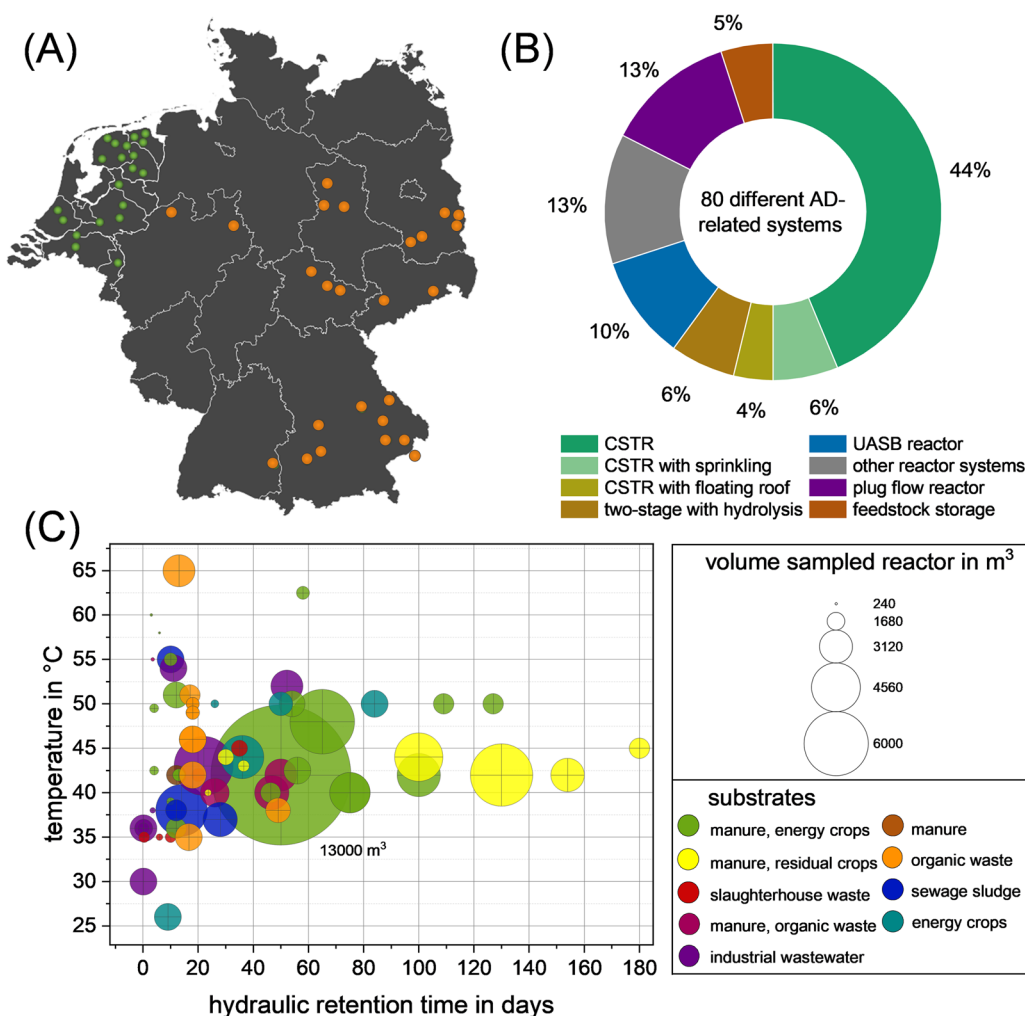 (A)
(B)
5%
13%
44%
13%
80 different AD-
related systems
10%
6%
4%
6%
CSTR
CSTR with sprinkling
CSTR with floating roof
two-stage with hydrolysis
UASB reactor
other reactor systems
plug flow reactor
feedstock storage
(C)
temperature in °C
65
60
55
50
45
40
35
30
25
13000 m³
0
20
40
60
80
100
120
140
160
180
hydraulic retention time in days
volume sampled reactor in m³
240
1680
3120
4560
6000
substrates
manure, energy crops
manure, residual crops
slaughterhouse waste
manure, organic waste
industrial wastewater
manure
organic waste
sewage sludge
energy crops